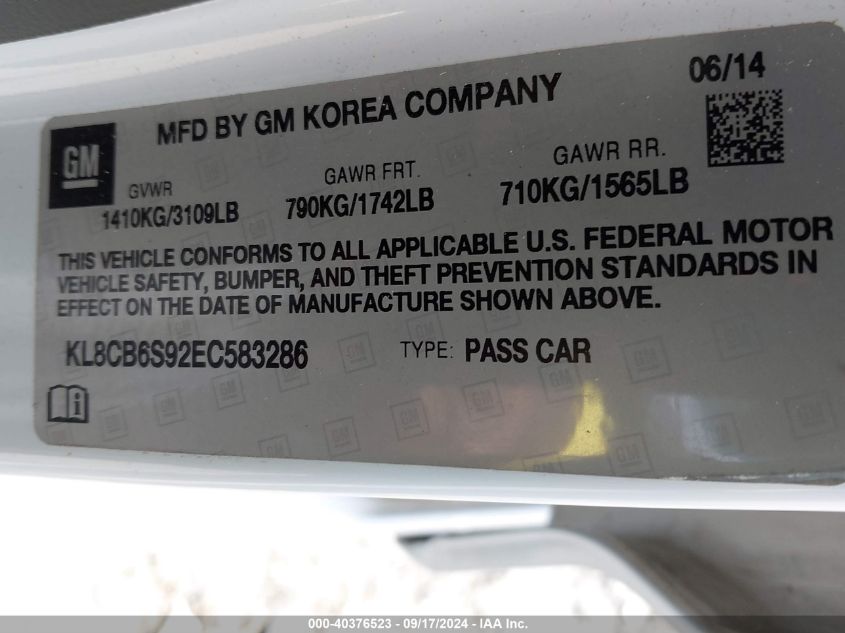 MFD BY GM KOREA COMPANY
06/14
GM
GVWR
1410KG/3109LB
GAWR FRT.
790KG/1742LB
GAWR RR.
710KG/1565LB
THIS VEHICLE CONFORMS TO ALL APPLICABLE U.S. FEDERAL MOTOR
VEHICLE SAFETY, BUMPER, AND THEFT PREVENTION STANDARDS IN
EFFECT ON THE DATE OF MANUFACTURE SHOWN ABOVE.
KL8CB6S92EC583286
TYPE: PASS CAR
000-40376523 - 09/17/2024 - IAA Inc.